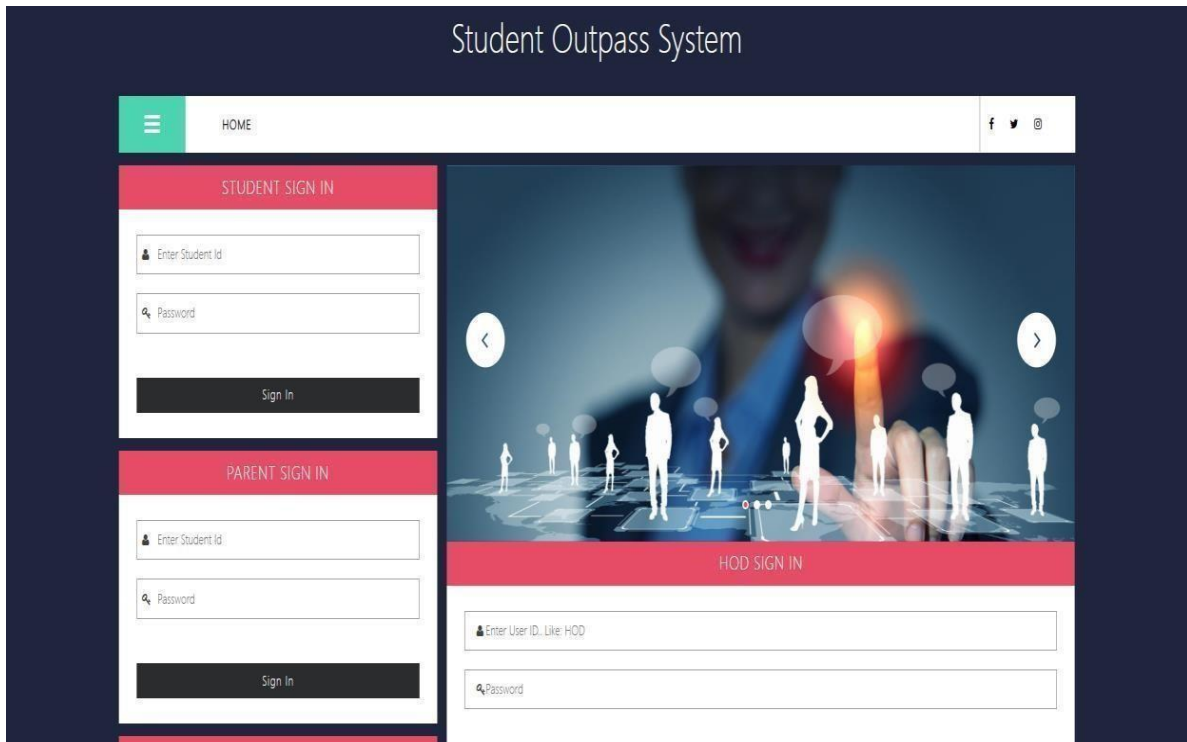 Student Outpass System
HOME
STUDENT SIGN IN
Enter Student Id
Password
Sign In
PARENT SIGN IN
Enter Student Id
Password
Sign In
HOD SIGN IN
Enter User ID.. Like: HOD
Password